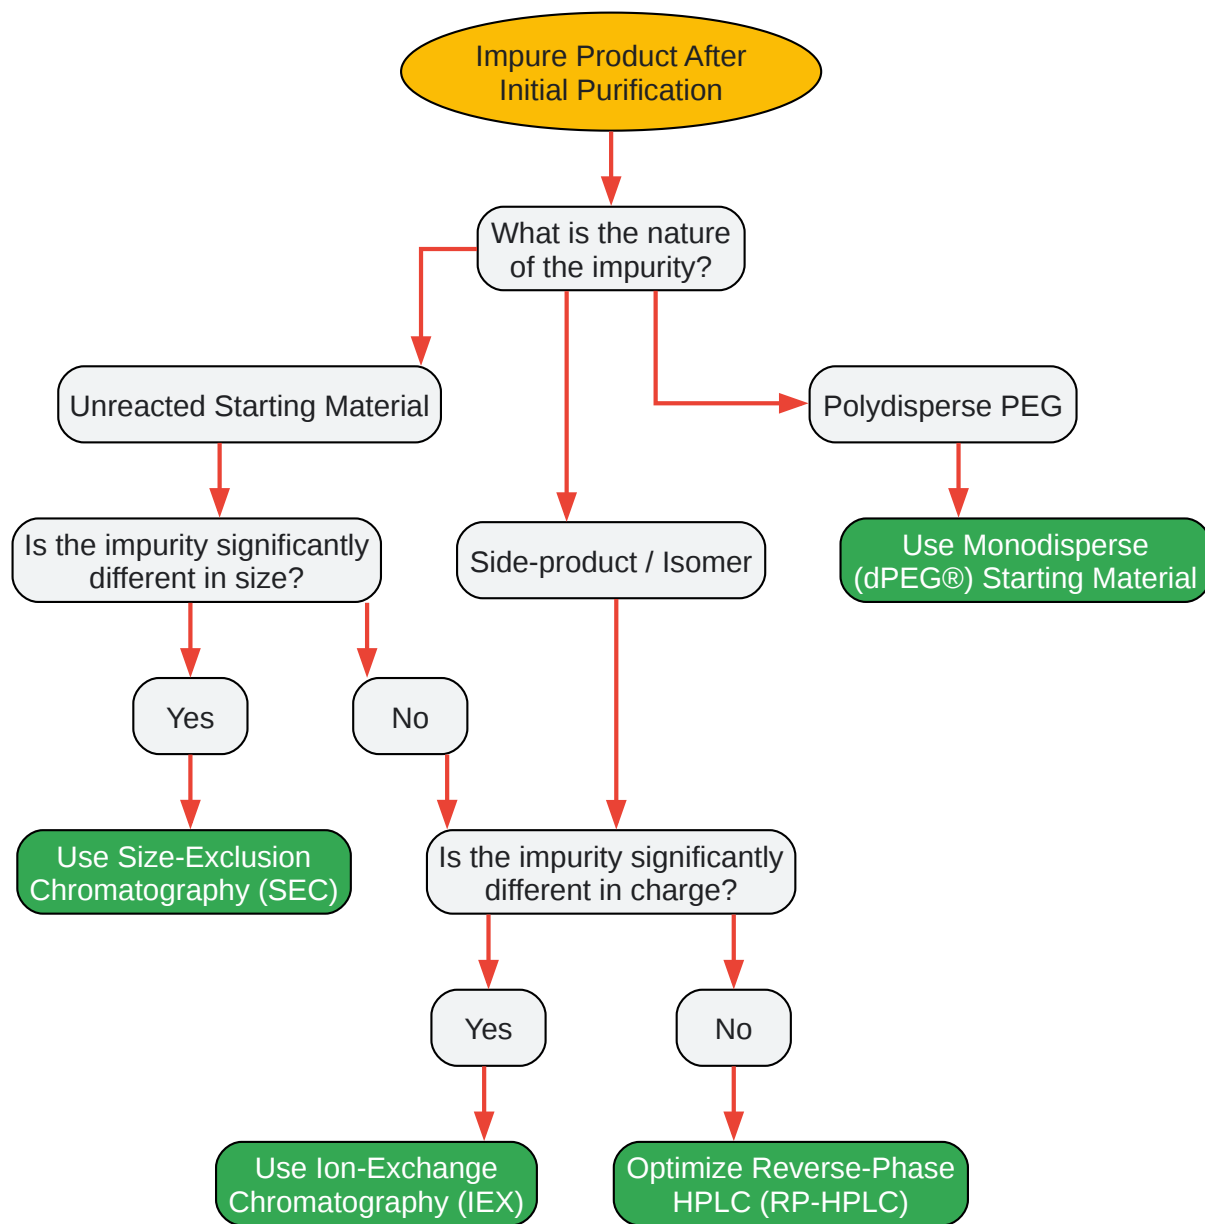 Impure Product After
Initial Purification
What is the nature
of the impurity?
Unreacted Starting Material
Polydisperse PEG
Is the impurity significantly
different in size?
Side-product / Isomer
Use Monodisperse
(dPEG®) Starting Material
Yes
No
Use Size-Exclusion
Chromatography (SEC)
Is the impurity significantly
different in charge?
Yes
No
Use Ion-Exchange
Chromatography (IEX)
Optimize Reverse-Phase
HPLC (RP-HPLC)